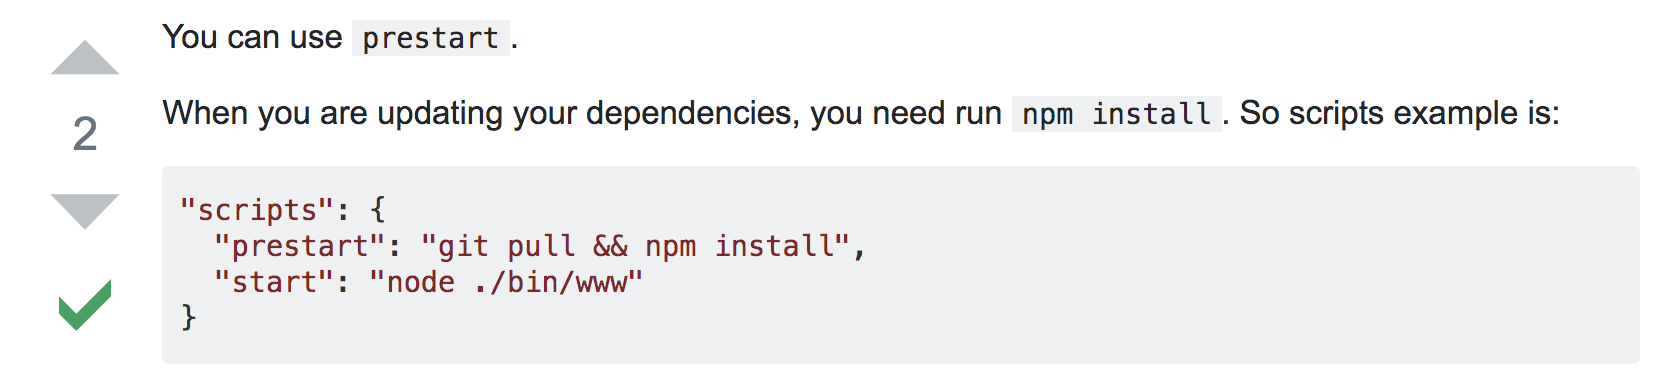 You can use prestart.
2
When you are updating your dependencies, you need run npm install. So scripts example is:
"scripts": {
  "prestart": "git pull && npm install",
  "start": "node ./bin/www"
}